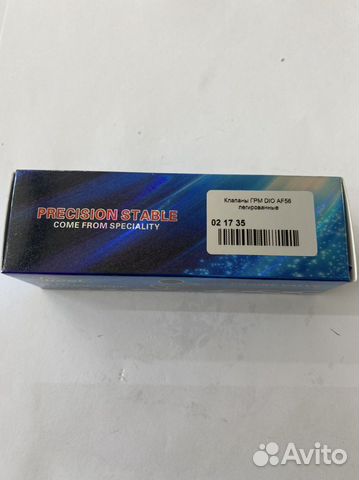 PRECISION STABLE
COME FROM SPECIALITY
Клапаны ГРМ DIO AF56
легированные
02 17 35
Avito